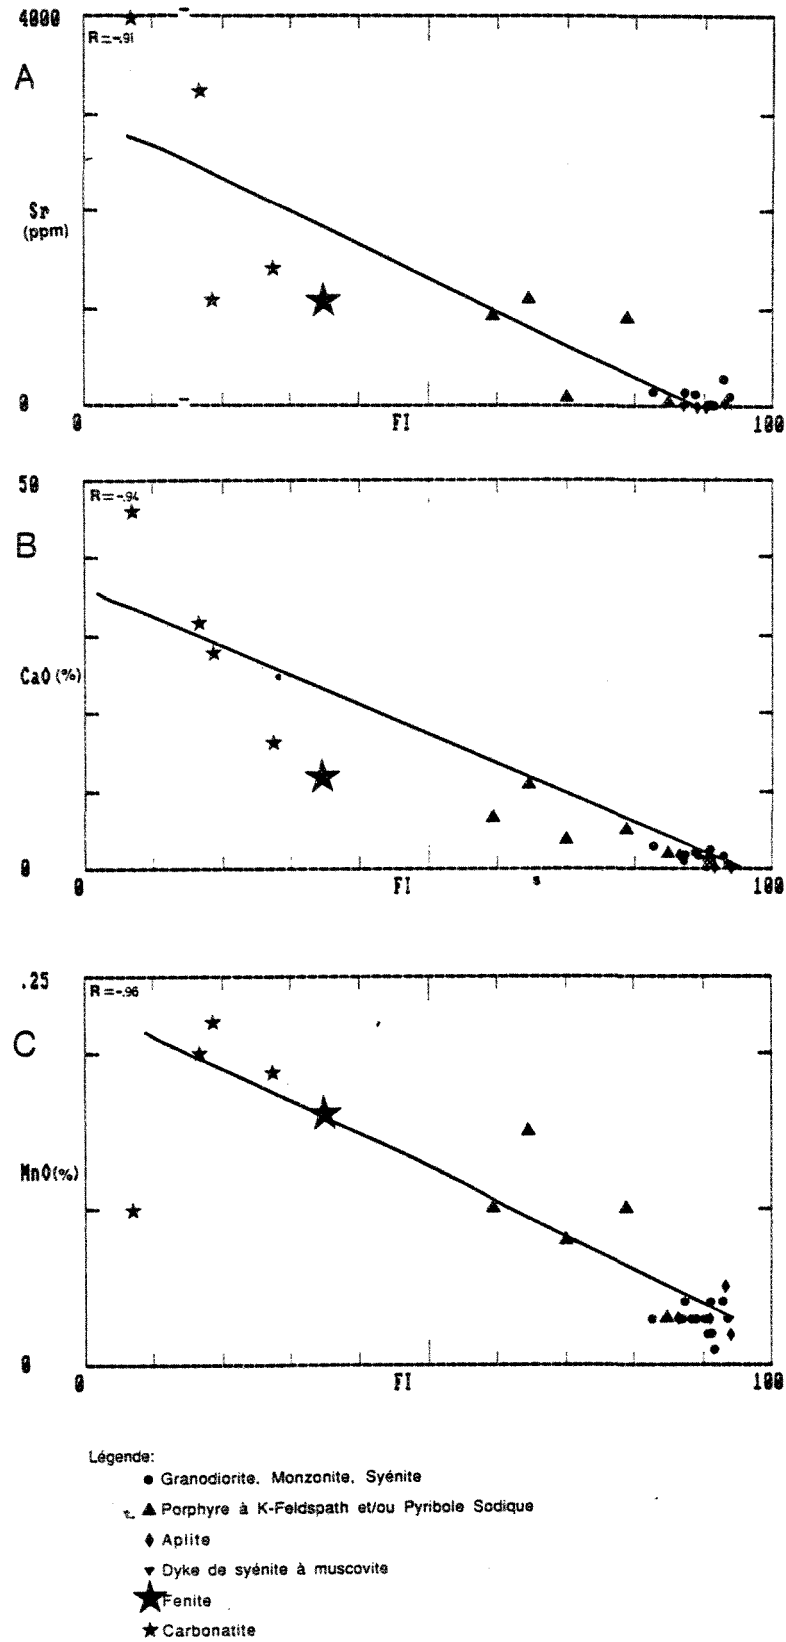 4000
R=-.91
A
Sr
(ppm)
0
0 FI 100
50
R=-.94
B
CaO (%)
0
0 FI 100
.25
R=-.96
C
MnO (%)
0
0 FI 100
Légende:
Granodiorite, Monzonite, Syénite
Porphyre à K-Feldspath et/ou Pyribole Sodique
Aplite
Dyke de syénite à muscovite
Fenite
Carbonatite